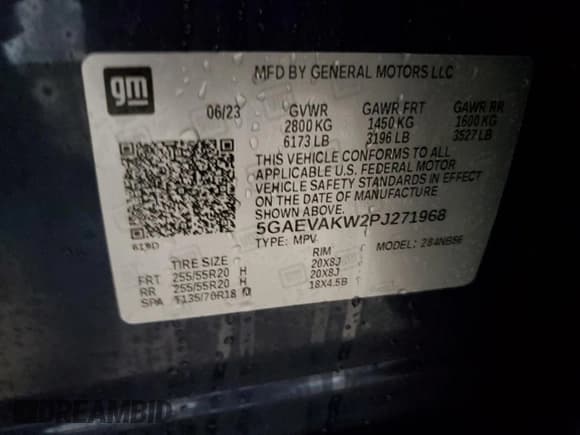 gm
MFD BY GENERAL MOTORS LLC
06/23 GVWR GAWR FRT GAWR RR
2800 KG 1450 KG 1600 KG
6173 LB 3196 LB 3527 LB
THIS VEHICLE CONFORMS TO ALL
APPLICABLE U.S. FEDERAL MOTOR
VEHICLE SAFETY STANDARDS IN EFFECT
ON THE DATE OF MANUFACTURE
SHOWN ABOVE.
5GAEVAKW2PJ271968
TYPE: MPV MODEL:
TIRE SIZE RIM
FRT 255/55R20 H 20X8J
RR 255/55R20 H 20X8J
SPA T135/70R18 18X4.5B
DREAMBID